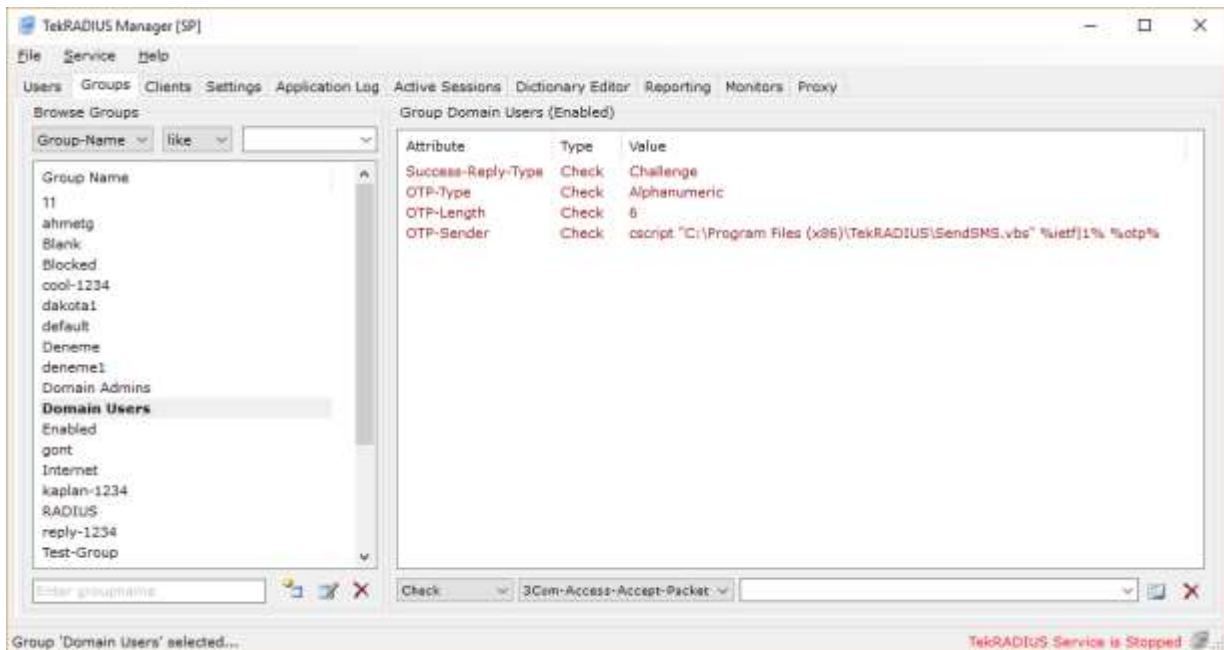 TekRADIUS Manager [SP]
File Service Help
Users Groups Clients Settings Application Log Active Sessions Dictionary Editor Reporting Monitors Proxy
Browse Groups
Group-Name like
Group Name
11
ahmetg
Blank
Blocked
cool-1234
dakota1
default
Deneme
deneme1
Domain Admins
Domain Users
Enabled
gont
Internet
kaplan-1234
RADIUS
reply-1234
Test-Group
Enter groupname
Group Domain Users (Enabled)
Attribute Type Value
Success-Reply-Type Check Challenge
OTP-Type Check Alphanumeric
OTP-Length Check 6
OTP-Sender Check cscript "C:\Program Files (x86)\TekRADIUS\SendSMS.vbs" %ietf|1% %otp%
Check 3Com-Access-Accept-Packet
Group 'Domain Users' selected...
TekRADIUS Service is Stopped